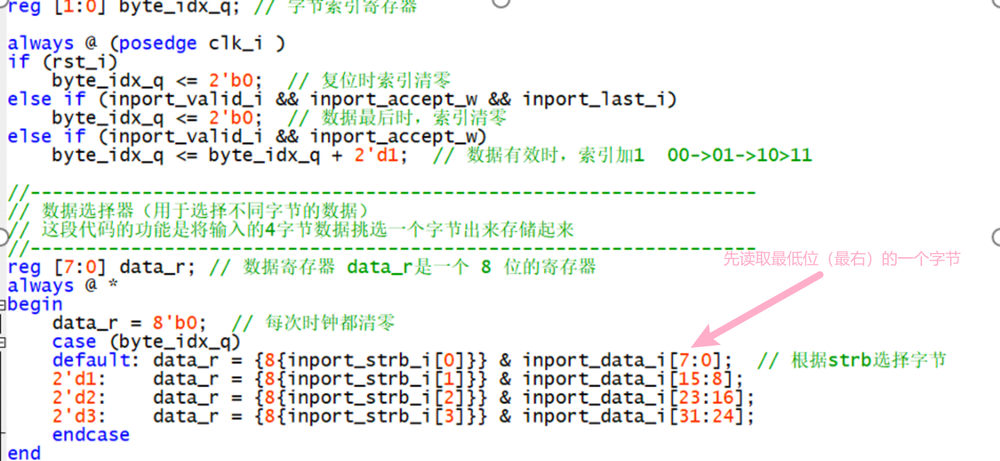 reg [1:0] byte_idx_q; // 字节索引寄存器
always @ (posedge clk_i )
if (rst_i)
    byte_idx_q <= 2'b0;  // 复位时索引清零
else if (inport_valid_i && inport_accept_w && inport_last_i)
    byte_idx_q <= 2'b0;  // 数据最后时，索引清零
else if (inport_valid_i && inport_accept_w)
    byte_idx_q <= byte_idx_q + 2'd1;  // 数据有效时，索引加1  00->01->10>11
//-----------------------------------------------------------------
// 数据选择器（用于选择不同字节的数据）
// 这段代码的功能是将输入的4字节数据挑选一个字节出来存储起来
//-----------------------------------------------------------------
先读取最低位（最右）的一个字节
reg [7:0] data_r; // 数据寄存器 data_r是一个 8 位的寄存器
always @ *
begin
    data_r = 8'b0;  // 每次时钟都清零
    case (byte_idx_q)
    default: data_r = {8{inport_strb_i[0]}} & inport_data_i[7:0];  // 根据strb选择字节
    2'd1:    data_r = {8{inport_strb_i[1]}} & inport_data_i[15:8];
    2'd2:    data_r = {8{inport_strb_i[2]}} & inport_data_i[23:16];
    2'd3:    data_r = {8{inport_strb_i[3]}} & inport_data_i[31:24];
    endcase
end